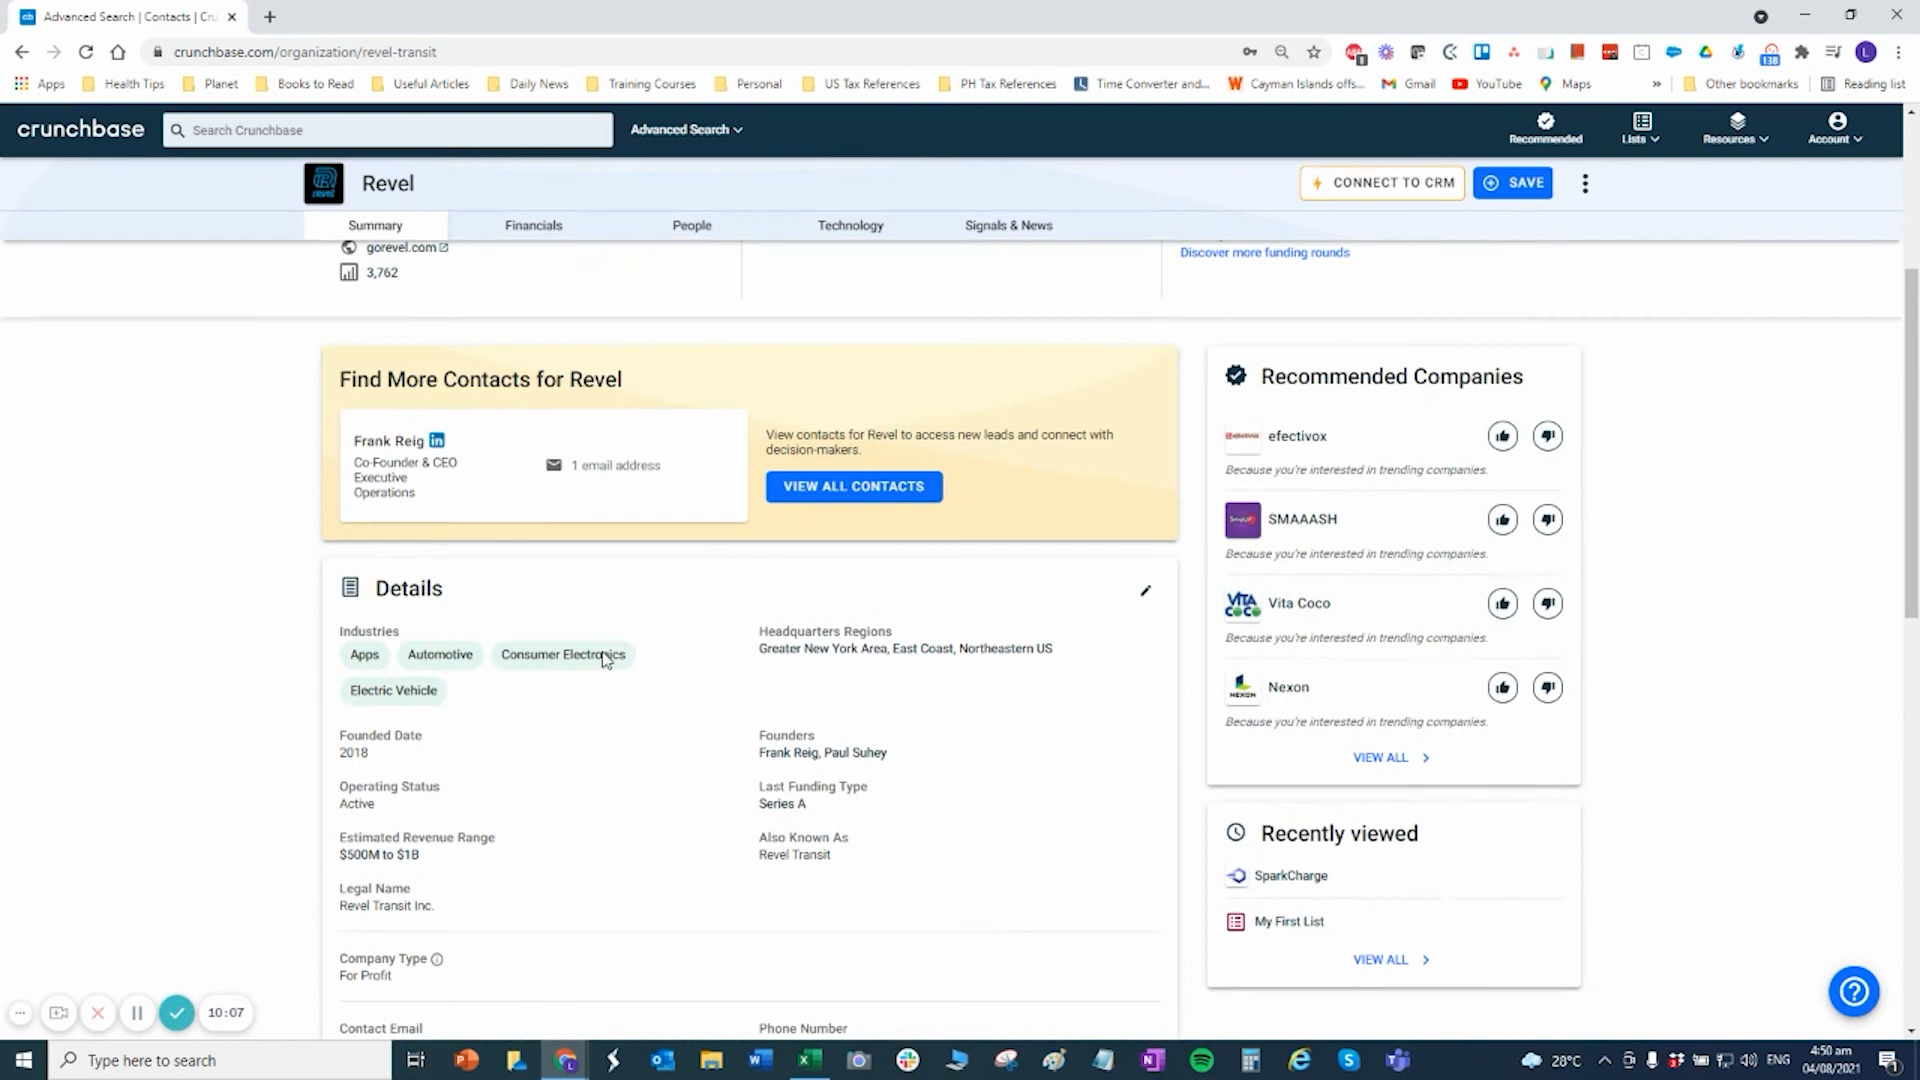 Advanced Search | Contacts | Cru
crunchbase.com/organization/revel-transit
1
138
Apps
Health Tips
Planet
Books to Read
Useful Articles
Daily News
Training Courses
Personal
US Tax References
PH Tax References
Time Converter and...
Cayman Islands offs...
Gmail
YouTube
Maps
»
Other bookmarks
Reading list
crunchbase
Search Crunchbase
Advanced Search
Recommended
Lists
Resources
Account
Revel
CONNECT TO CRM
SAVE
Summary
Financials
People
Technology
Signals & News
gorevel.com
3,762
Discover more funding rounds
Find More Contacts for Revel
Frank Reig
Co-Founder & CEO
Executive
Operations
1 email address
View contacts for Revel to access new leads and connect with
decision-makers.
VIEW ALL CONTACTS
Details
Industries
Apps
Automotive
Consumer Electronics
Electric Vehicle
Headquarters Regions
Greater New York Area, East Coast, Northeastern US
Founded Date
2018
Founders
Frank Reig, Paul Suhey
Operating Status
Active
Last Funding Type
Series A
Estimated Revenue Range
$500M to $1B
Also Known As
Revel Transit
Legal Name
Revel Transit Inc.
Company Type
For Profit
Contact Email
Phone Number
Recommended Companies
efectivox
Because you're interested in trending companies.
SMAAASH
Because you're interested in trending companies.
VITA COCO
Vita Coco
Because you're interested in trending companies.
NEXON
Nexon
Because you're interested in trending companies.
VIEW ALL
Recently viewed
SparkCharge
My First List
VIEW ALL
10:07
Type here to search
28°C
ENG
4:50 am
04/08/2021